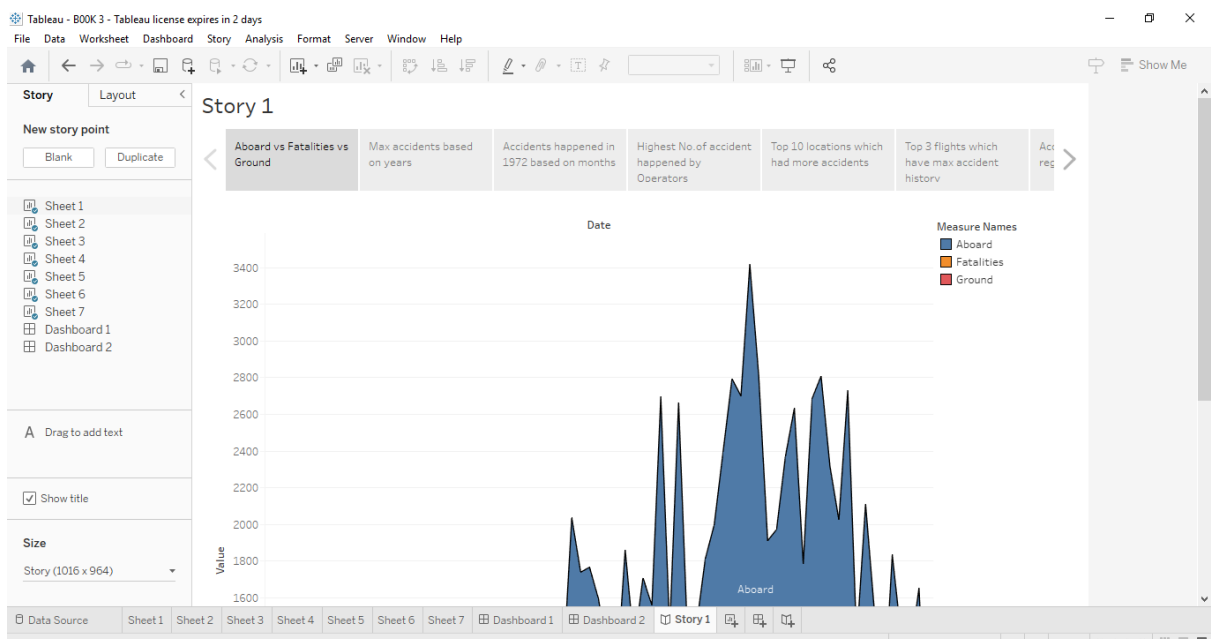 Tableau - B00K 3 - Tableau license expires in 2 days
File Data Worksheet Dashboard Story Analysis Format Server Window Help
Show Me
Story Layout
New story point
Blank Duplicate
Sheet 1
Sheet 2
Sheet 3
Sheet 4
Sheet 5
Sheet 6
Sheet 7
Dashboard 1
Dashboard 2
A Drag to add text
Show title
Size
Story (1016 x 964)
Story 1
Aboard vs Fatalities vs
Ground
Max accidents based
on years
Accidents happened in
1972 based on months
Highest No.of accident
happened by
Operators
Top 10 locations which
had more accidents
Top 3 flights which
have max accident
history
Acc
reg
Date
Measure Names
Aboard
Fatalities
Ground
3400
3200
3000
2800
2600
2400
2200
2000
1800
1600
Value
Aboard
Data Source Sheet 1 Sheet 2 Sheet 3 Sheet 4 Sheet 5 Sheet 6 Sheet 7 Dashboard 1 Dashboard 2 Story 1